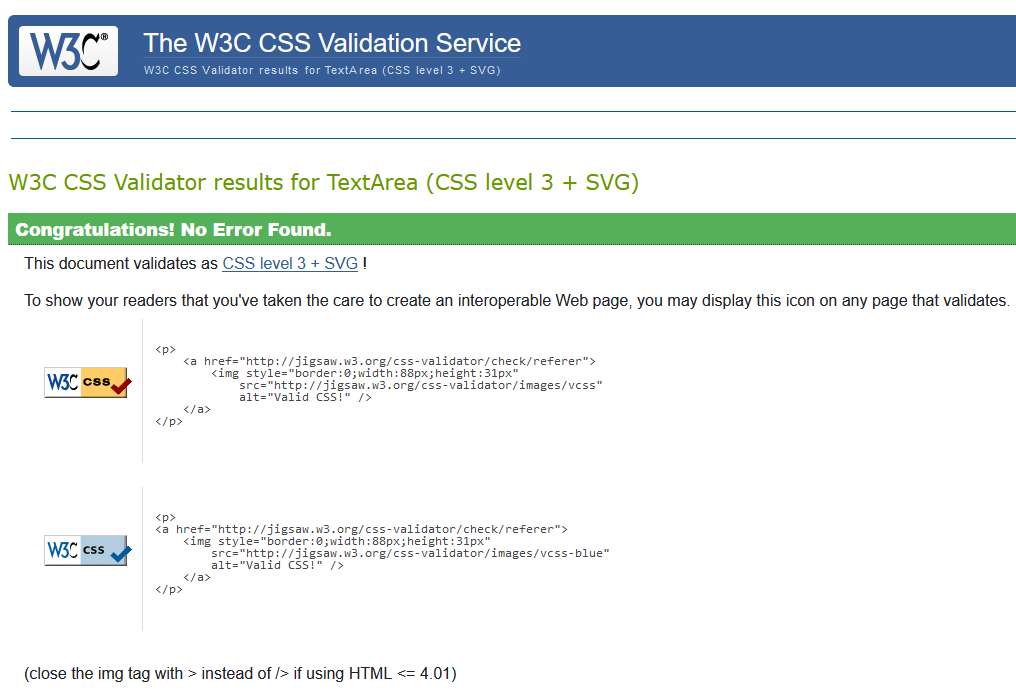 W3C®
The W3C CSS Validation Service
W3C CSS Validator results for TextArea (CSS level 3 + SVG)
W3C CSS Validator results for TextArea (CSS level 3 + SVG)
Congratulations! No Error Found.
This document validates as CSS level 3 + SVG !
To show your readers that you've taken the care to create an interoperable Web page, you may display this icon on any page that validates.
W3C css
<p>
<a href="http://jigsaw.w3.org/css-validator/check/referer">
<img style="border:0;width:88px;height:31px"
src="http://jigsaw.w3.org/css-validator/images/vcss"
alt="Valid CSS!" />
</a>
</p>
W3C css
<p>
<a href="http://jigsaw.w3.org/css-validator/check/referer">
<img style="border:0;width:88px;height:31px"
src="http://jigsaw.w3.org/css-validator/images/vcss-blue"
alt="Valid CSS!" />
</a>
</p>
(close the img tag with > instead of /> if using HTML <= 4.01)